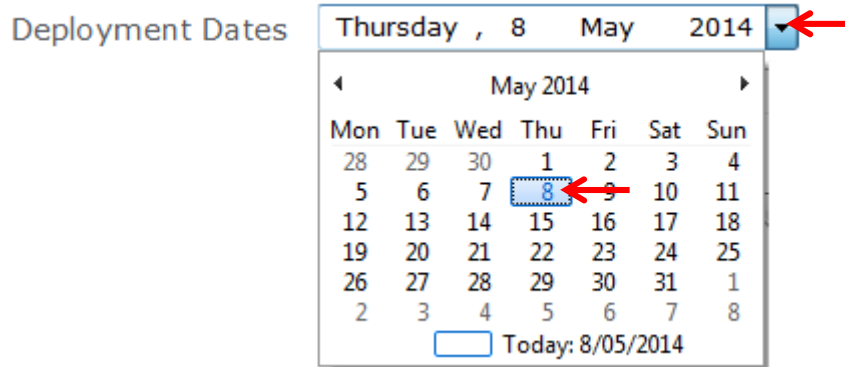 Deployment Dates Thursday , 8 May 2014
May 2014
Mon Tue Wed Thu Fri Sat Sun
28 29 30 1 2 3 4
5 6 7 8 9 10 11
12 13 14 15 16 17 18
19 20 21 22 23 24 25
26 27 28 29 30 31 1
2 3 4 5 6 7 8
Today: 8/05/2014